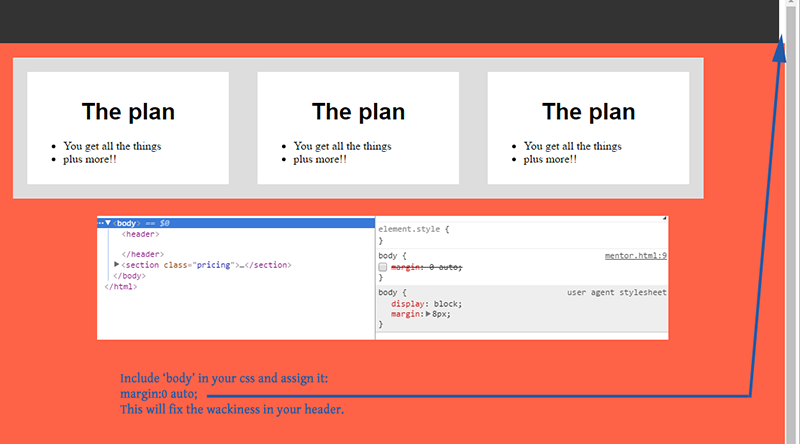 The plan
You get all the things
plus more!!
The plan
You get all the things
plus more!!
The plan
You get all the things
plus more!!
…▼<body> == $0
<header>
</header>
▶<section class="pricing">…</section>
</body>
</html>
element.style {
}
body { mentor.html:9
margin: 0 auto;
}
body { user agent stylesheet
display: block;
margin:▶8px;
}
Include ‘body’ in your css and assign it:
margin:0 auto;
This will fix the wackiness in your header.